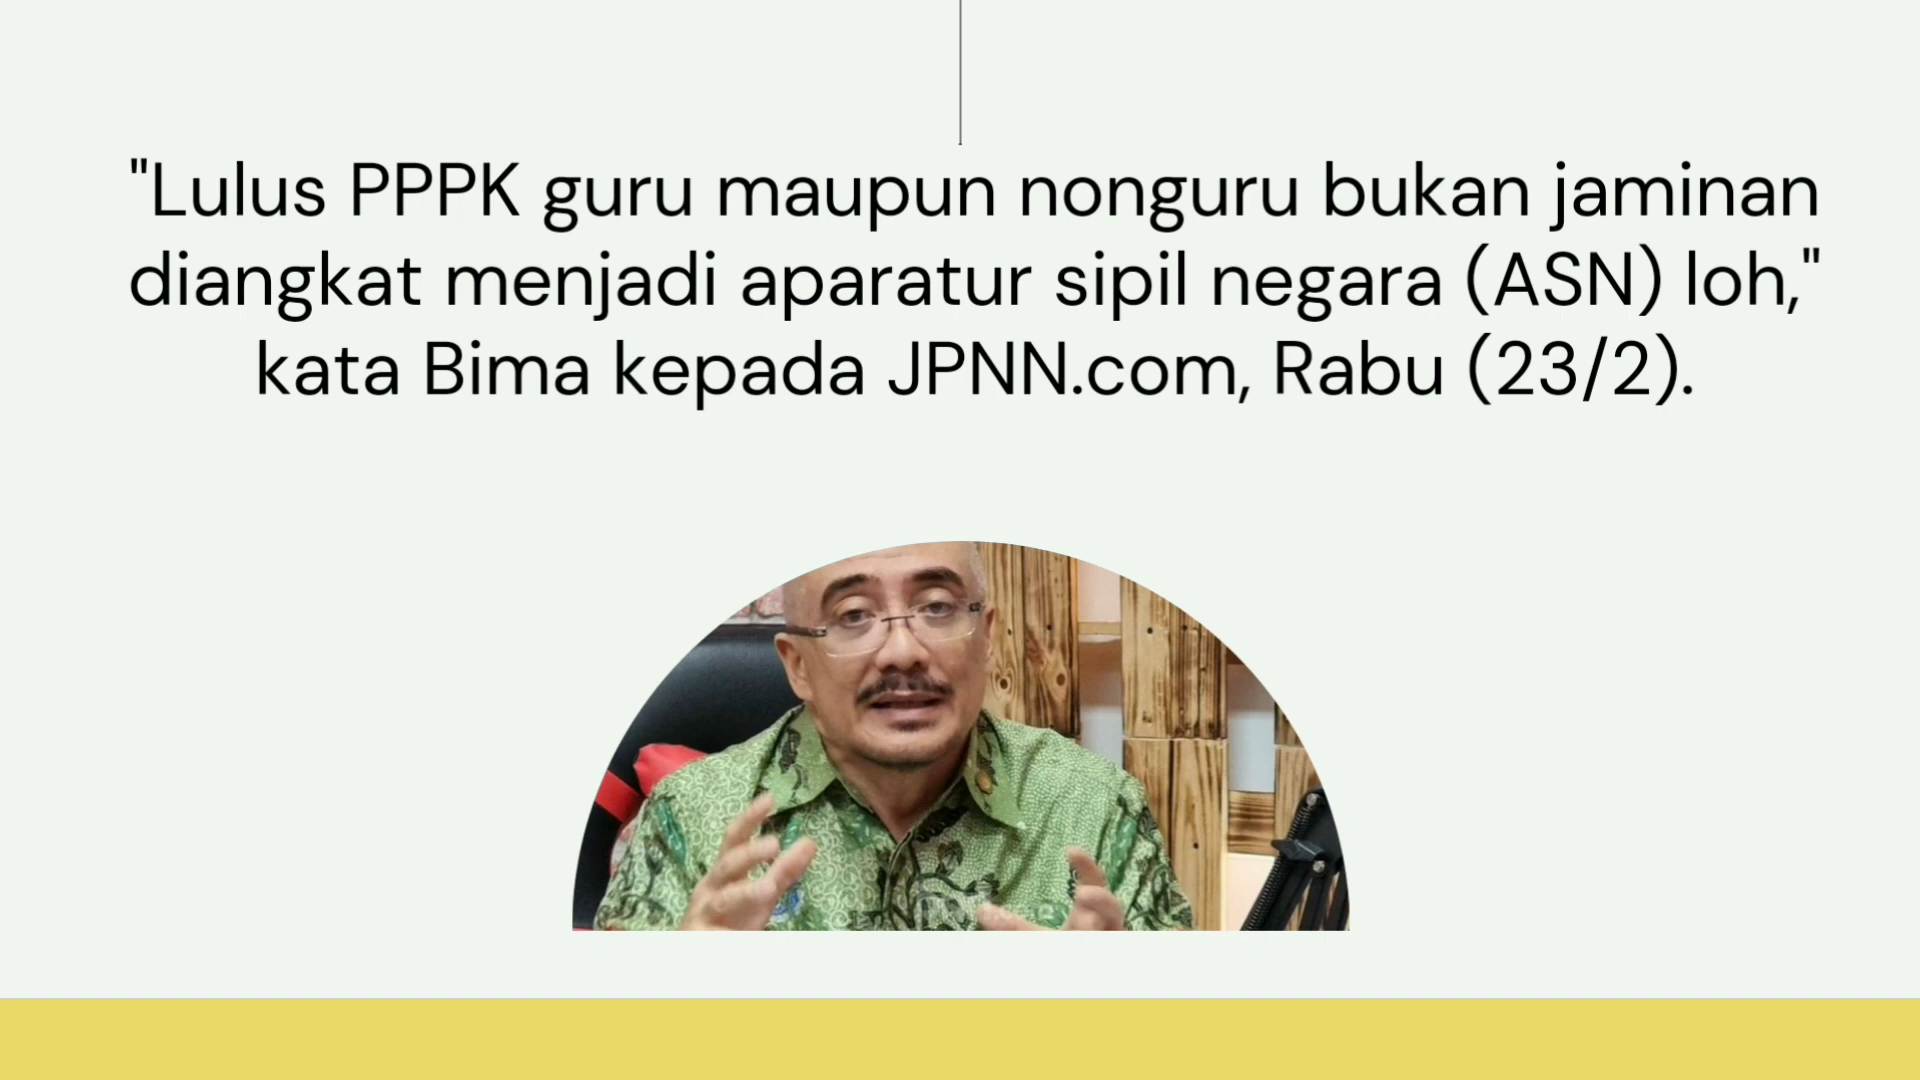 "Lulus PPPK guru maupun nonguru bukan jaminan
diangkat menjadi aparatur sipil negara (ASN) loh,"
kata Bima kepada JPNN.com, Rabu (23/2).